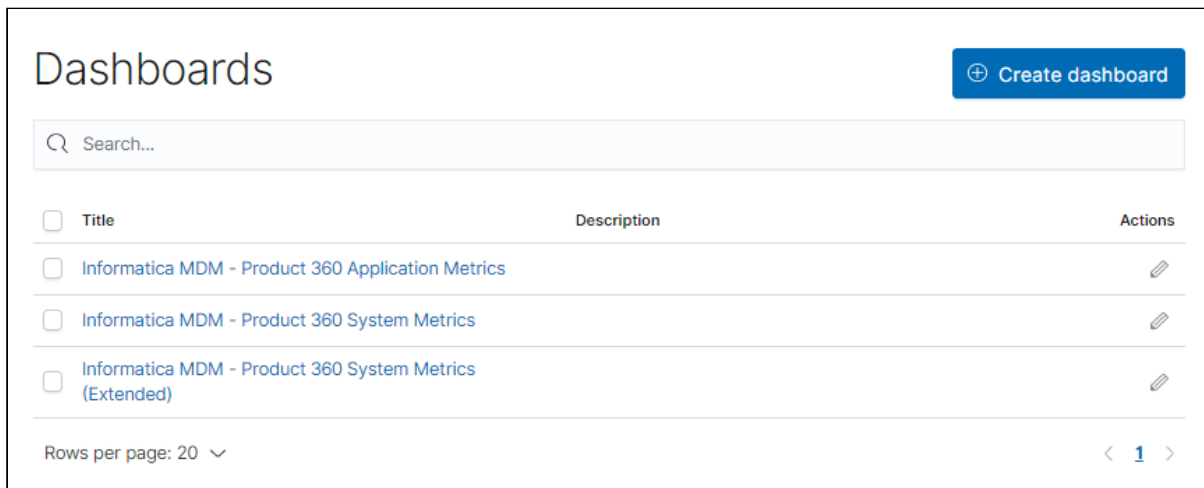 Dashboards
Create dashboard
Search...
Title Description Actions
Informatica MDM - Product 360 Application Metrics
Informatica MDM - Product 360 System Metrics
Informatica MDM - Product 360 System Metrics
(Extended)
Rows per page: 20
1